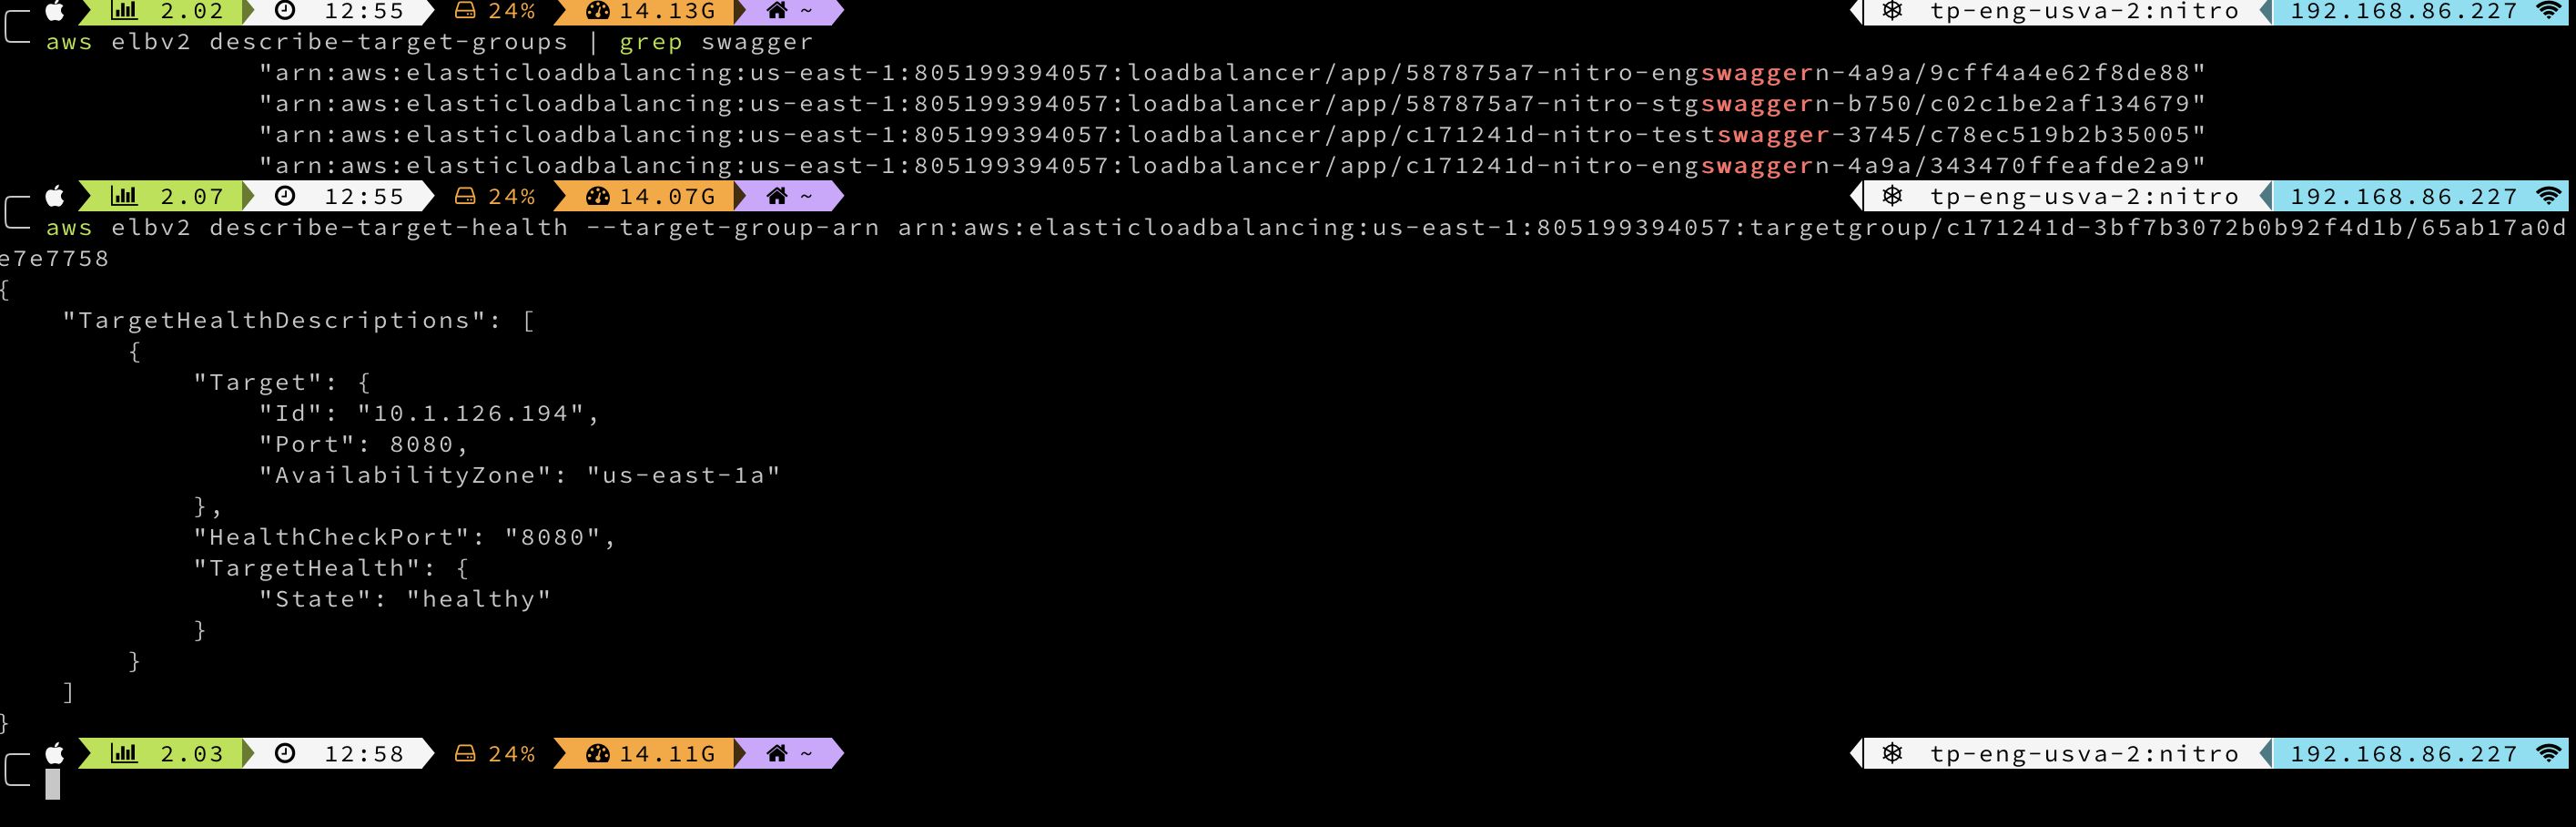 2.02 12:55 24% 14.13G ~ tp-eng-usva-2:nitro 192.168.86.227
aws elbv2 describe-target-groups | grep swagger
"arn:aws:elasticloadbalancing:us-east-1:805199394057:loadbalancer/app/587875a7-nitro-engswaggern-4a9a/9cff4a4e62f8de88"
"arn:aws:elasticloadbalancing:us-east-1:805199394057:loadbalancer/app/587875a7-nitro-stgswaggern-b750/c02c1be2af134679"
"arn:aws:elasticloadbalancing:us-east-1:805199394057:loadbalancer/app/c171241d-nitro-testswagger-3745/c78ec519b2b35005"
"arn:aws:elasticloadbalancing:us-east-1:805199394057:loadbalancer/app/c171241d-nitro-engswaggern-4a9a/343470ffeafde2a9"
2.07 12:55 24% 14.07G ~ tp-eng-usva-2:nitro 192.168.86.227
aws elbv2 describe-target-health --target-group-arn arn:aws:elasticloadbalancing:us-east-1:805199394057:targetgroup/c171241d-3bf7b3072b0b92f4d1b/65ab17a0d
e7e7758
{
"TargetHealthDescriptions": [
{
"Target": {
"Id": "10.1.126.194",
"Port": 8080,
"AvailabilityZone": "us-east-1a"
},
"HealthCheckPort": "8080",
"TargetHealth": {
"State": "healthy"
}
}
]
}
2.03 12:58 24% 14.11G ~ tp-eng-usva-2:nitro 192.168.86.227